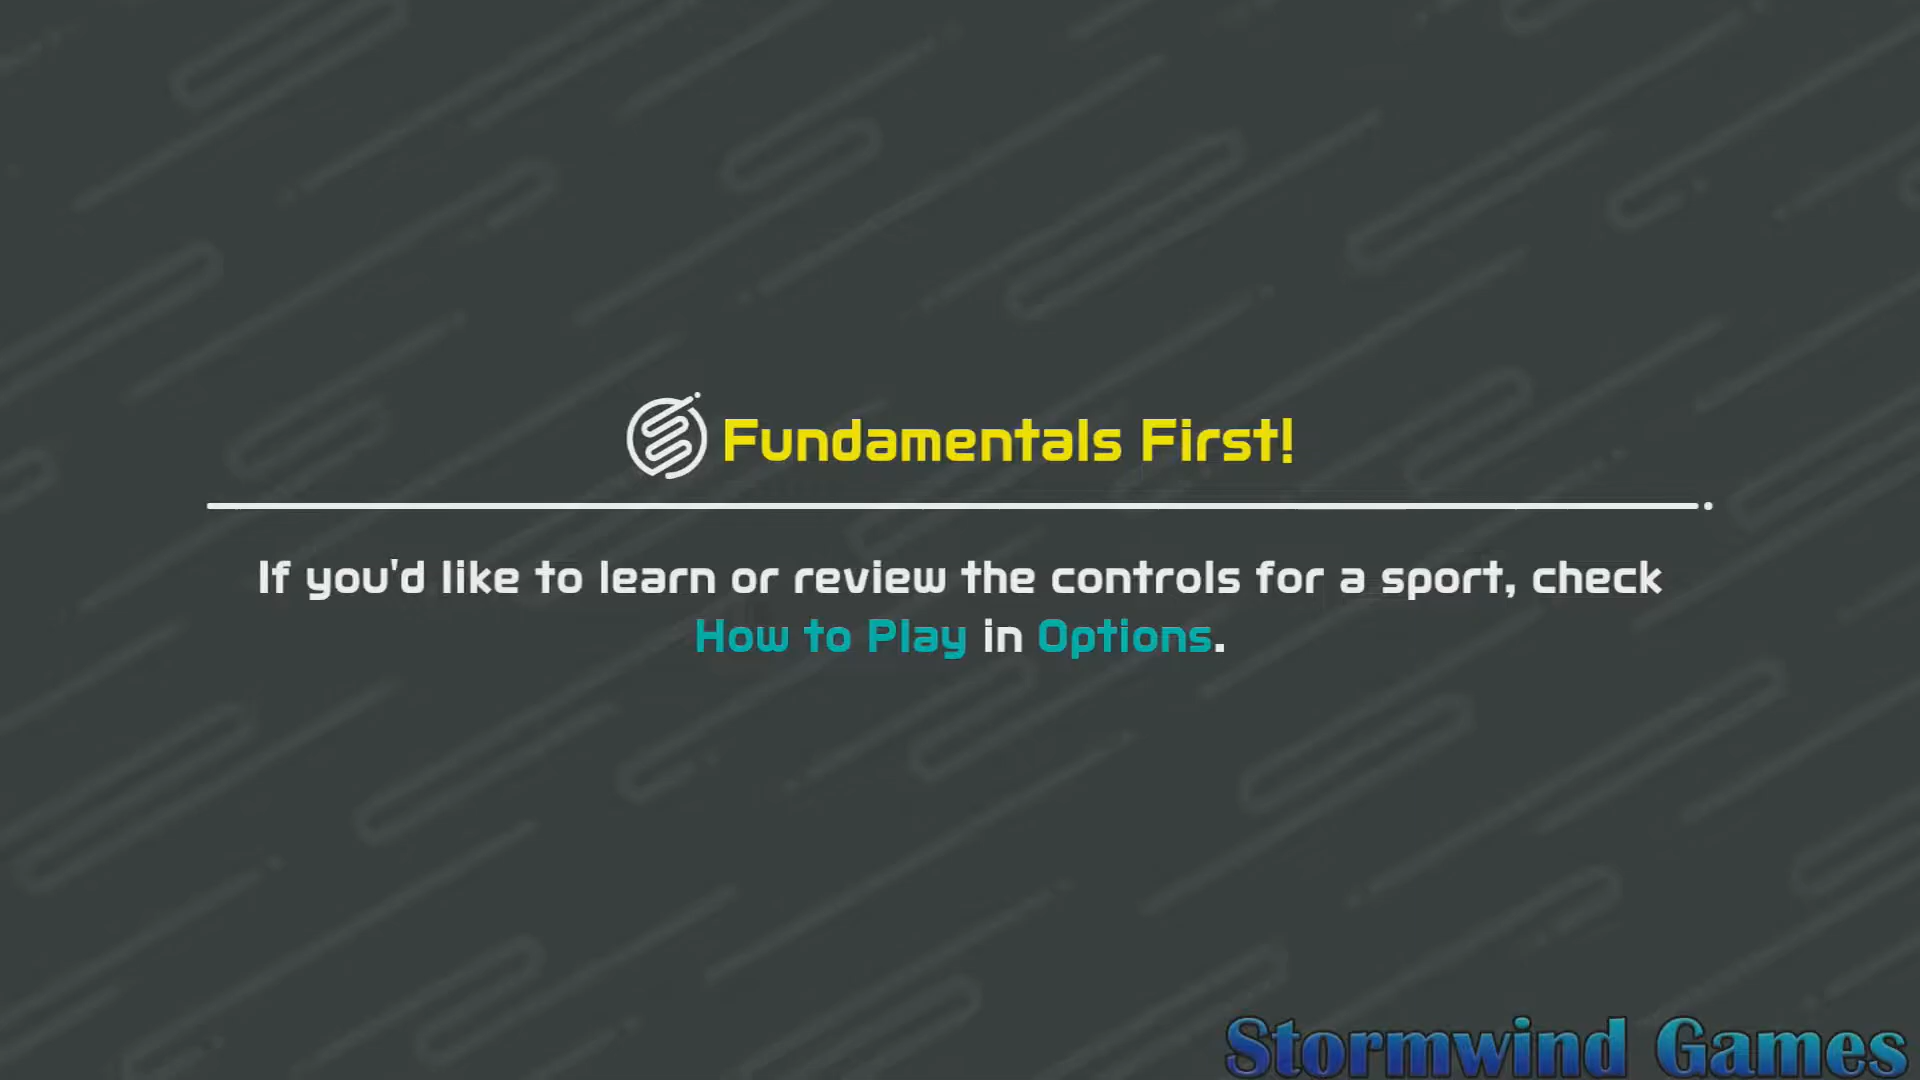 Fundamentals First!
If you'd like to learn or review the controls for a sport, check
How to Play in Options.
Stormwind Games